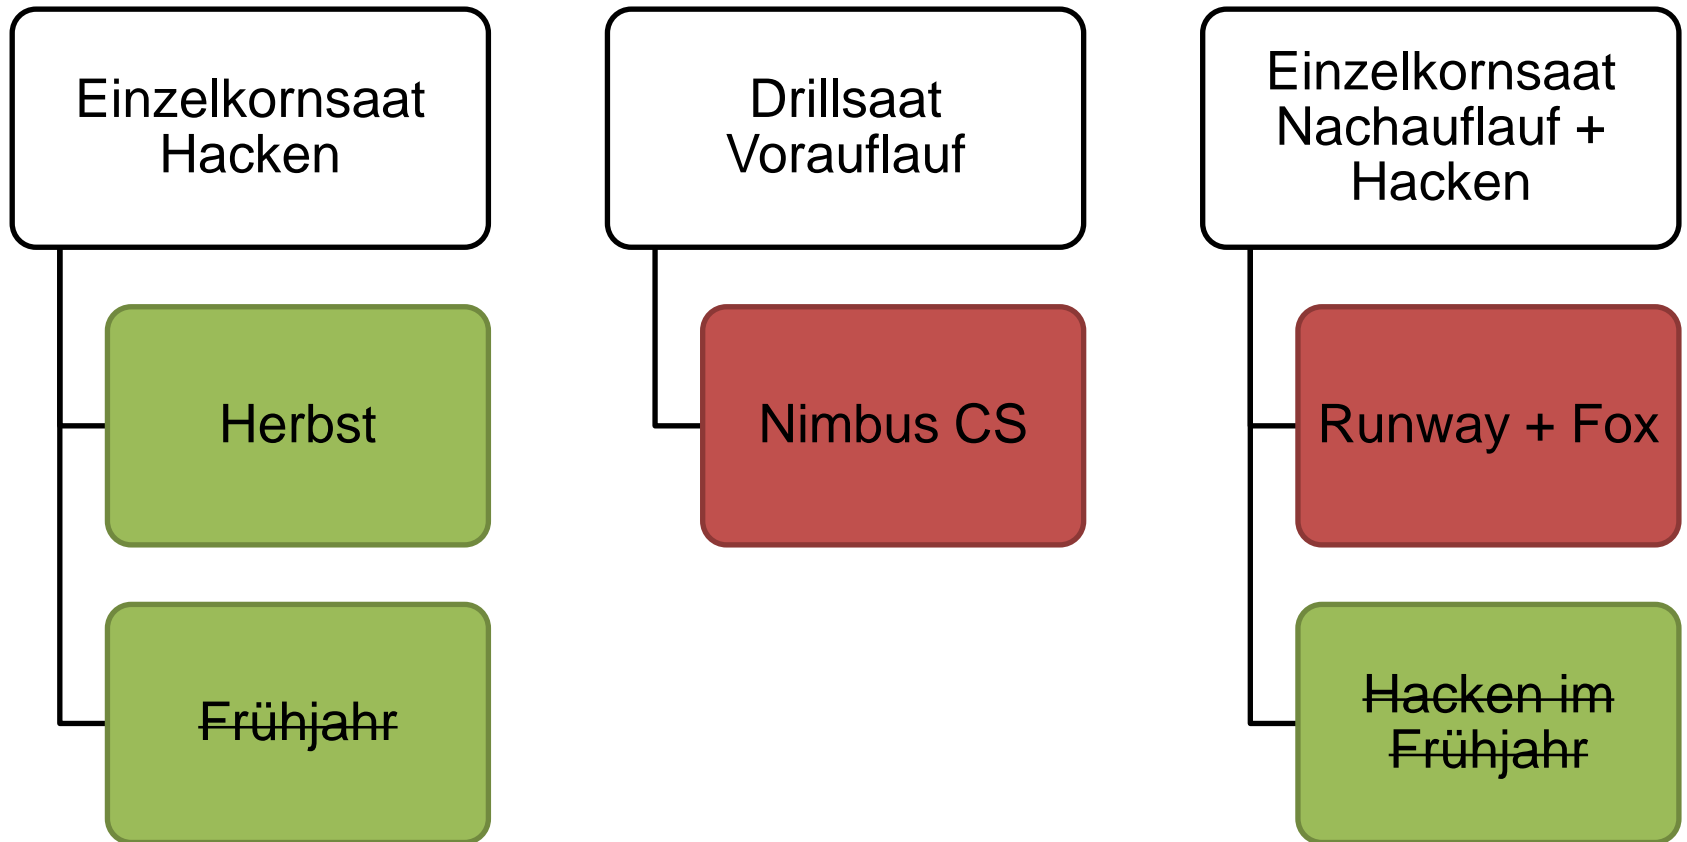 Einzelkornsaat
Hacken
Herbst
Frühjahr
Drillsaat
Vorauflauf
Nimbus CS
Einzelkornsaat
Nachauflauf +
Hacken
Runway + Fox
Hacken im
Frühjahr